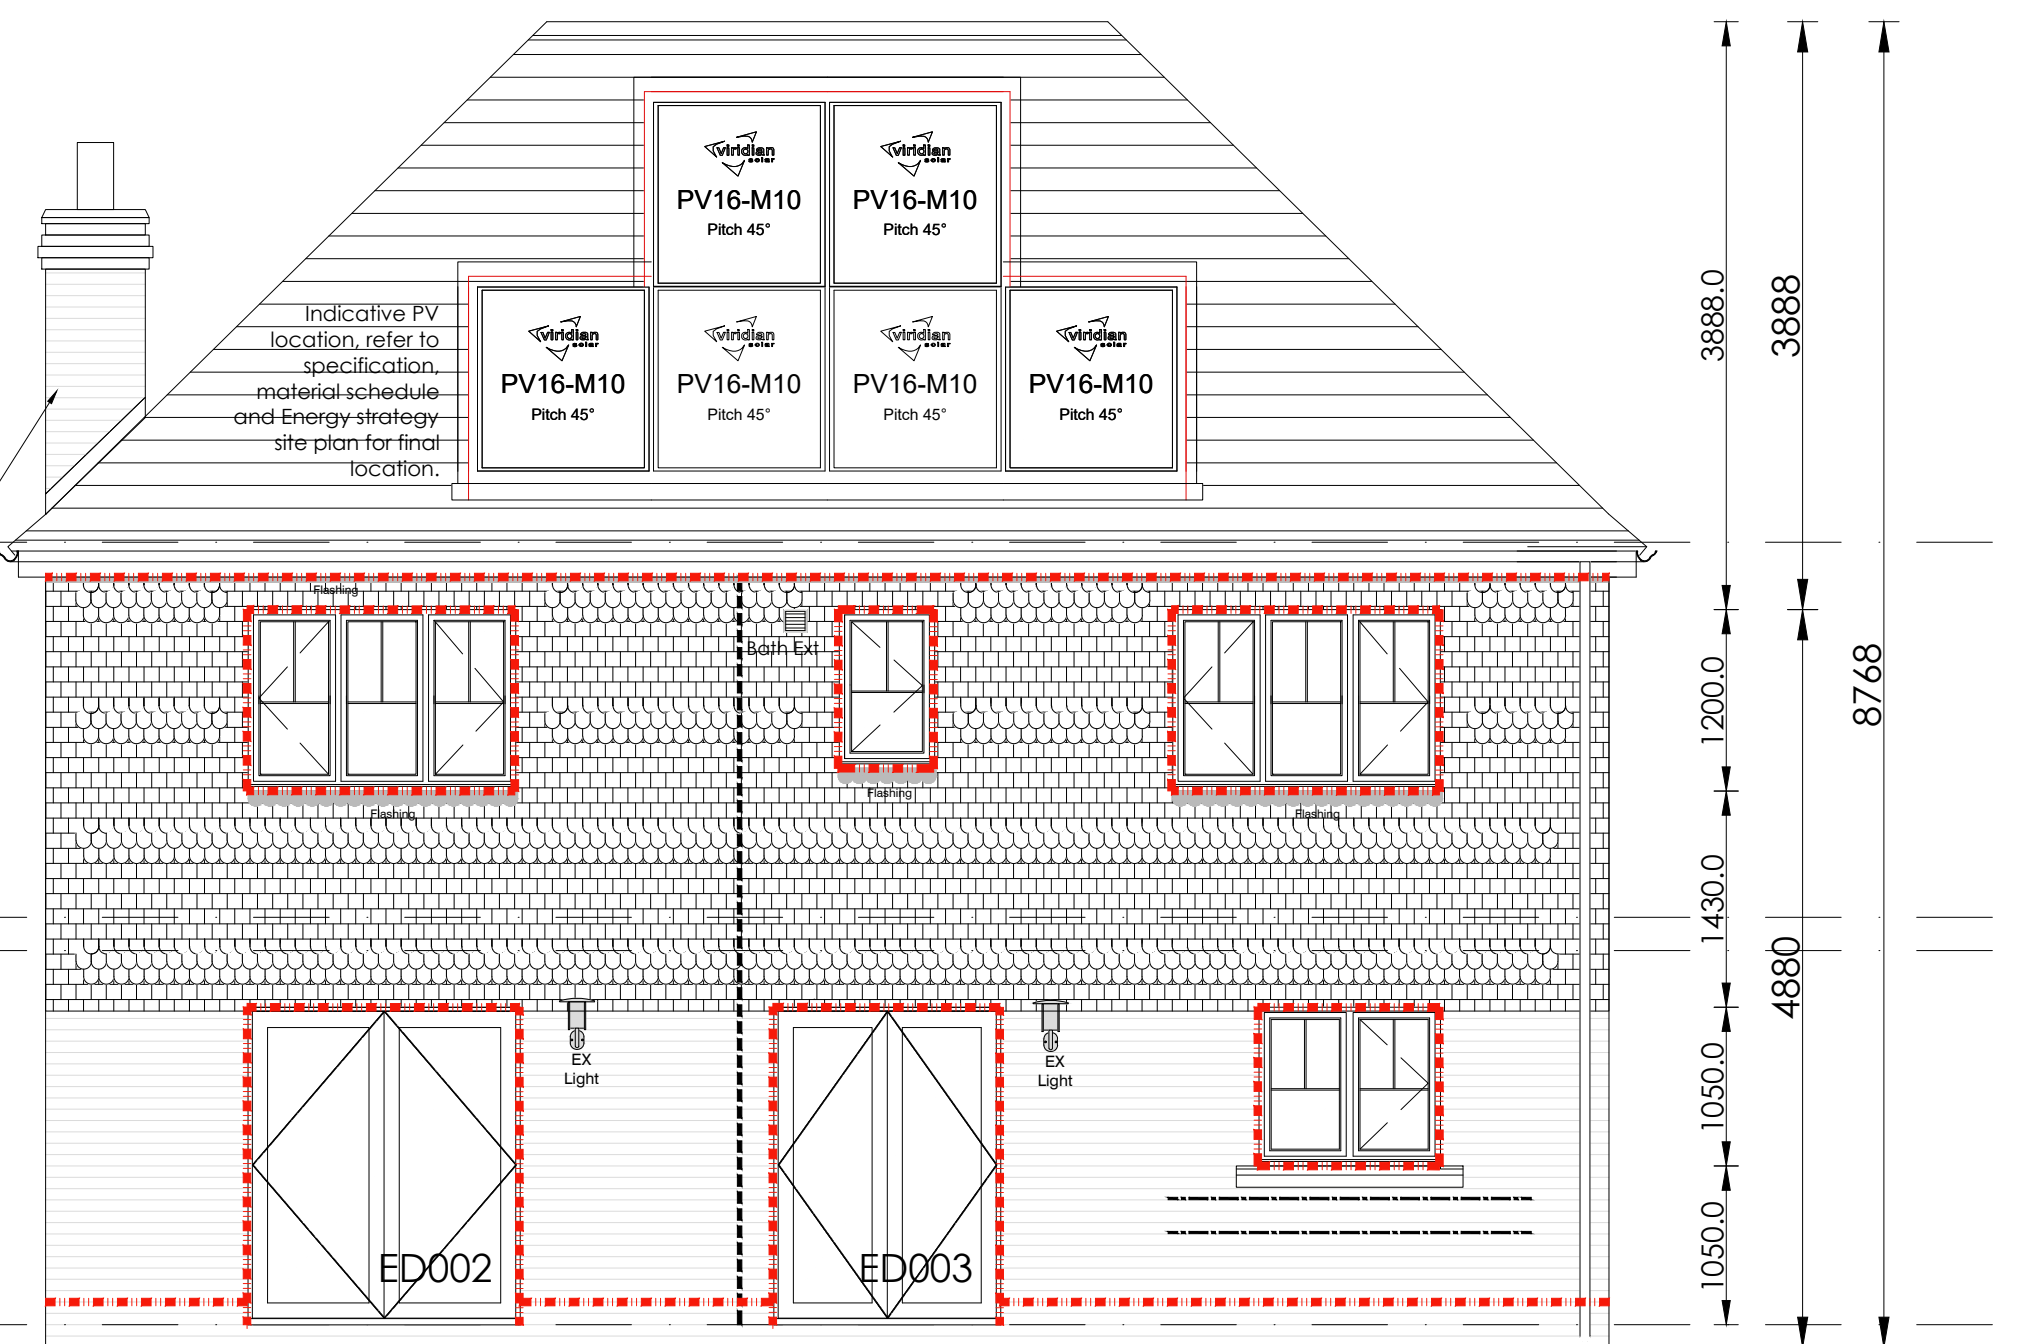 viridian
solar
PV16-M10
Pitch 45°
viridian
solar
PV16-M10
Pitch 45°
Indicative PV
location, refer to
specification,
material schedule
and Energy strategy
site plan for final
location.
viridian
solar
PV16-M10
Pitch 45°
viridian
solar
PV16-M10
Pitch 45°
viridian
solar
PV16-M10
Pitch 45°
viridian
solar
PV16-M10
Pitch 45°
Flashing
Bath Ext
Flashing
Flashing
Flashing
EX
Light
EX
Light
ED002
ED003
3888.0
1200.0
1430.0
1050.0
1050.0
3888
4880
8768